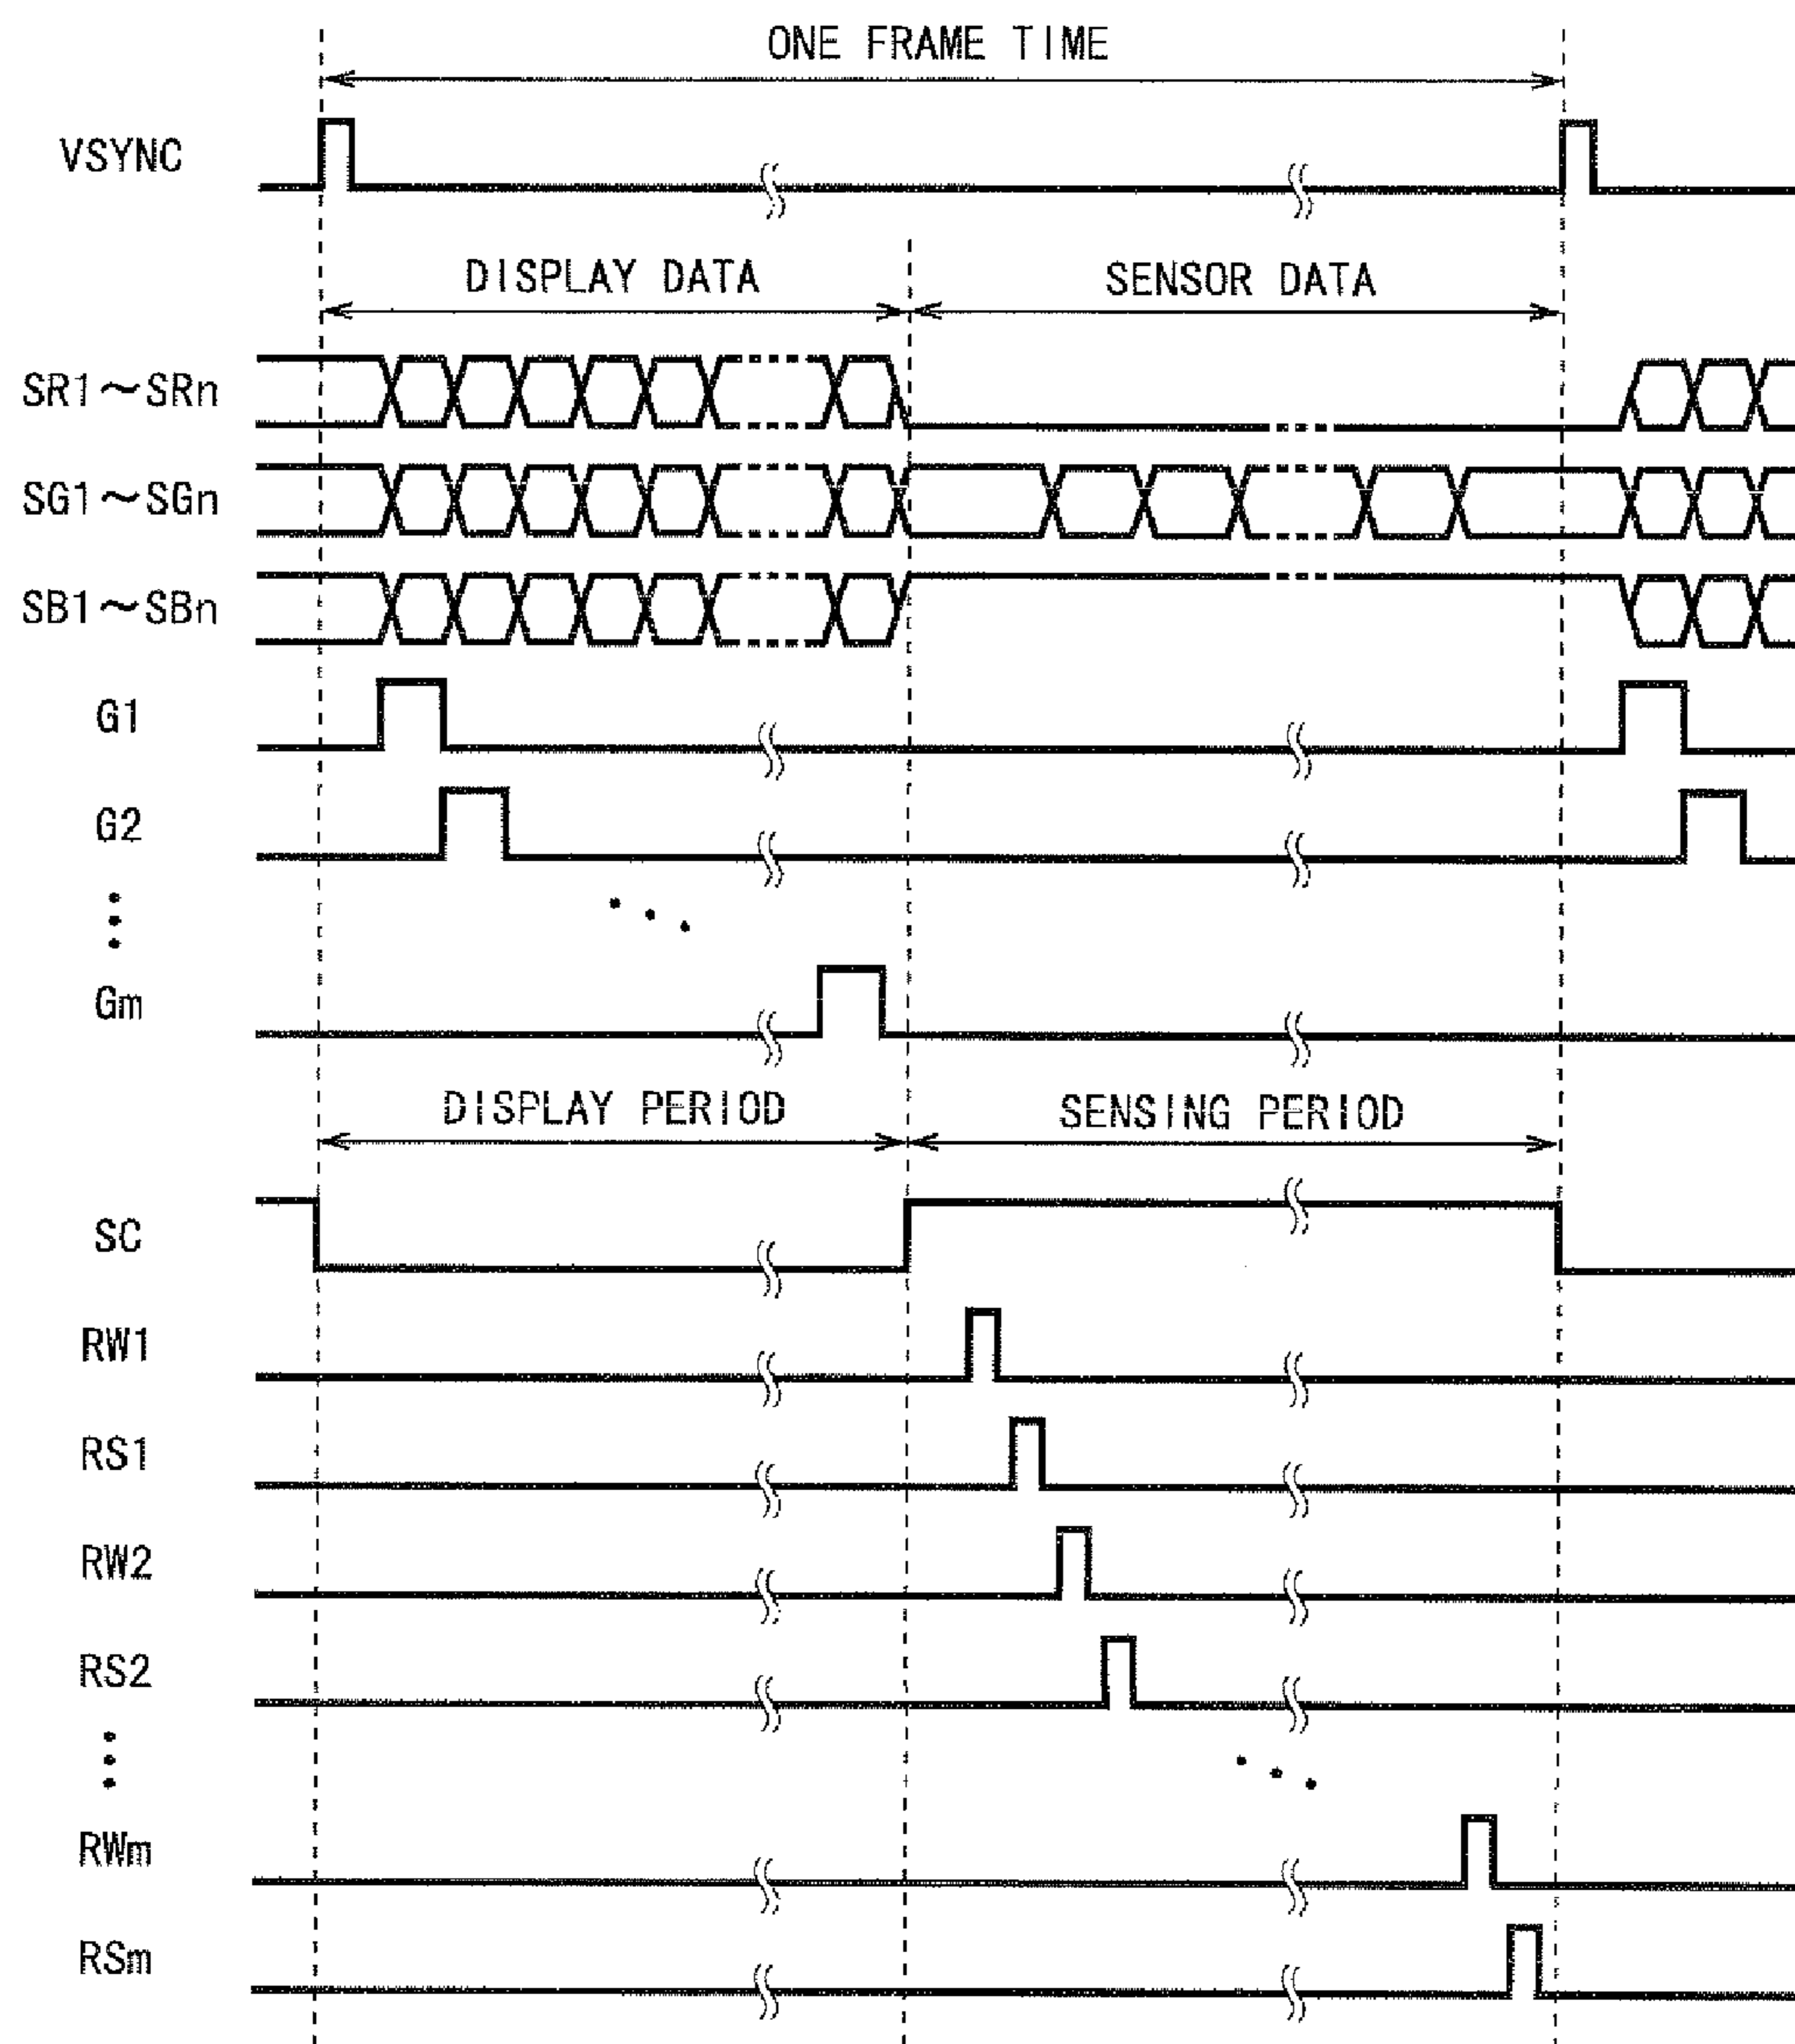 ONE FRAME TIME
VSYNC
DISPLAY DATA
SENSOR DATA
SR1～SRn
SG1～SGn
SB1～SBn
G1
G2
Gm
DISPLAY PERIOD
SENSING PERIOD
SC
RW1
RS1
RW2
RS2
RWm
RSm